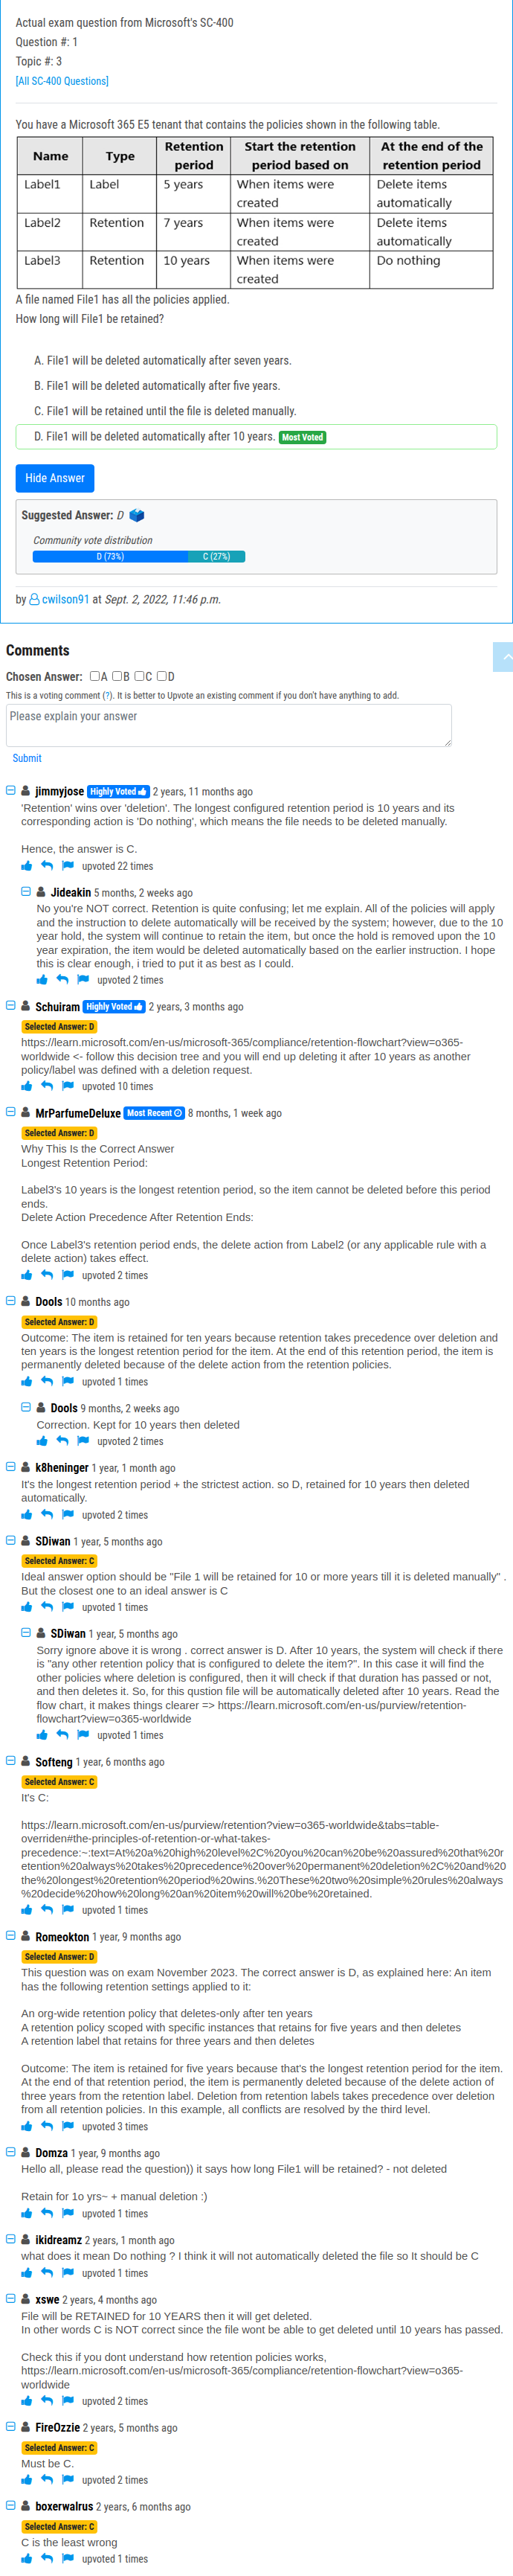 Actual exam question from Microsoft's SC-400
Question #: 1
Topic #: 3
[All SC-400 Questions]
You have a Microsoft 365 E5 tenant that contains the policies shown in the following table.
Name Type Retention period Start the retention period based on At the end of the retention period
Label1 Label 5 years When items were created Delete items automatically
Label2 Retention 7 years When items were created Delete items automatically
Label3 Retention 10 years When items were created Do nothing
A file named File1 has all the policies applied.
How long will File1 be retained?
A. File1 will be deleted automatically after seven years.
B. File1 will be deleted automatically after five years.
C. File1 will be retained until the file is deleted manually.
D. File1 will be deleted automatically after 10 years. Most Voted
Hide Answer
Suggested Answer: D
Community vote distribution
D (73%) C (27%)
by cwilson91 at Sept. 2, 2022, 11:46 p.m.
Comments
Chosen Answer: A B C D
This is a voting comment (?). It is better to Upvote an existing comment if you don't have anything to add.
Please explain your answer
Submit
jimmyjose Highly Voted 2 years, 11 months ago
'Retention' wins over 'deletion'. The longest configured retention period is 10 years and its
corresponding action is 'Do nothing', which means the file needs to be deleted manually.
Hence, the answer is C.
upvoted 22 times
Jideakin 5 months, 2 weeks ago
No you're NOT correct. Retention is quite confusing; let me explain. All of the policies will apply
and the instruction to delete automatically will be received by the system; however, due to the 10
year hold, the system will continue to retain the item, but once the hold is removed upon the 10
year expiration, the item would be deleted automatically based on the earlier instruction. I hope
this is clear enough, i tried to put it as best as I could.
upvoted 2 times
Schuiram Highly Voted 2 years, 3 months ago
Selected Answer: D
https://learn.microsoft.com/en-us/microsoft-365/compliance/retention-flowchart?view=o365-
worldwide <- follow this decision tree and you will end up deleting it after 10 years as another
policy/label was defined with a deletion request.
upvoted 10 times
MrParfumeDeluxe Most Recent 8 months, 1 week ago
Selected Answer: D
Why This Is the Correct Answer
Longest Retention Period:
Label3's 10 years is the longest retention period, so the item cannot be deleted before this period
ends.
Delete Action Precedence After Retention Ends:
Once Label3's retention period ends, the delete action from Label2 (or any applicable rule with a
delete action) takes effect.
upvoted 2 times
Dools 10 months ago
Selected Answer: D
Outcome: The item is retained for ten years because retention takes precedence over deletion and
ten years is the longest retention period for the item. At the end of this retention period, the item is
permanently deleted because of the delete action from the retention policies.
upvoted 1 times
Dools 9 months, 2 weeks ago
Correction. Kept for 10 years then deleted
upvoted 2 times
k8heninger 1 year, 1 month ago
It's the longest retention period + the strictest action. so D, retained for 10 years then deleted
automatically.
upvoted 2 times
SDiwan 1 year, 5 months ago
Selected Answer: C
Ideal answer option should be "File 1 will be retained for 10 or more years till it is deleted manually" .
But the closest one to an ideal answer is C
upvoted 1 times
SDiwan 1 year, 5 months ago
Sorry ignore above it is wrong . correct answer is D. After 10 years, the system will check if there
is "any other retention policy that is configured to delete the item?". In this case it will find the
other policies where deletion is configured, then it will check if that duration has passed or not,
and then deletes it. So, for this qustion file will be automatically deleted after 10 years. Read the
flow chart, it makes things clearer => https://learn.microsoft.com/en-us/purview/retention-
flowchart?view=o365-worldwide
upvoted 1 times
Softeng 1 year, 6 months ago
Selected Answer: C
It's C:
https://learn.microsoft.com/en-us/purview/retention?view=o365-worldwide&tabs=table-
overriden#the-principles-of-retention-or-what-takes-
precedence:~:text=At%20a%20high%20level%2C%20you%20can%20be%20assured%20that%20r
etention%20always%20takes%20precedence%20over%20permanent%20deletion%2C%20and%20
the%20longest%20retention%20period%20wins.%20These%20two%20simple%20rules%20always
%20decide%20how%20long%20an%20item%20will%20be%20retained.
upvoted 1 times
Romeokton 1 year, 9 months ago
Selected Answer: D
This question was on exam November 2023. The correct answer is D, as explained here: An item
has the following retention settings applied to it:
An org-wide retention policy that deletes-only after ten years
A retention policy scoped with specific instances that retains for five years and then deletes
A retention label that retains for three years and then deletes
Outcome: The item is retained for five years because that's the longest retention period for the item.
At the end of that retention period, the item is permanently deleted because of the delete action of
three years from the retention label. Deletion from retention labels takes precedence over deletion
from all retention policies. In this example, all conflicts are resolved by the third level.
upvoted 3 times
Domza 1 year, 9 months ago
Hello all, please read the question)) it says how long File1 will be retained? - not deleted
Retain for 1o yrs~ + manual deletion :)
upvoted 1 times
ikidreamz 2 years, 1 month ago
what does it mean Do nothing ? I think it will not automatically deleted the file so It should be C
upvoted 1 times
xswe 2 years, 4 months ago
File will be RETAINED for 10 YEARS then it will get deleted.
In other words C is NOT correct since the file wont be able to get deleted until 10 years has passed.
Check this if you dont understand how retention policies works,
https://learn.microsoft.com/en-us/microsoft-365/compliance/retention-flowchart?view=o365-
worldwide
upvoted 2 times
FireOzzie 2 years, 5 months ago
Selected Answer: C
Must be C.
upvoted 2 times
boxerwalrus 2 years, 6 months ago
Selected Answer: C
C is the least wrong
upvoted 1 times